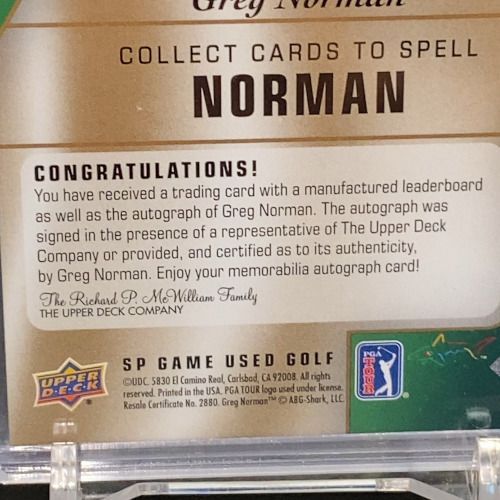 Greg Norman
COLLECT CARDS TO SPELL
NORMAN
CONGRATULATIONS!
You have received a trading card with a manufactured leaderboard
as well as the autograph of Greg Norman. The autograph was
signed in the presence of a representative of The Upper Deck
Company or provided, and certified as to its authenticity,
by Greg Norman. Enjoy your memorabilia autograph card!
The Richard P. McWilliam Family
THE UPPER DECK COMPANY
UPPER
D·E·C·K
SP GAME USED GOLF
©UDC. 5830 El Camino Real, Carlsbad, CA 92008. All rights
reserved. Printed in the USA. PGA TOUR logo used under license.
Resale Certificate No. 2880. Greg Norman™ © ABG-Shark, LLC
PGA
TOUR